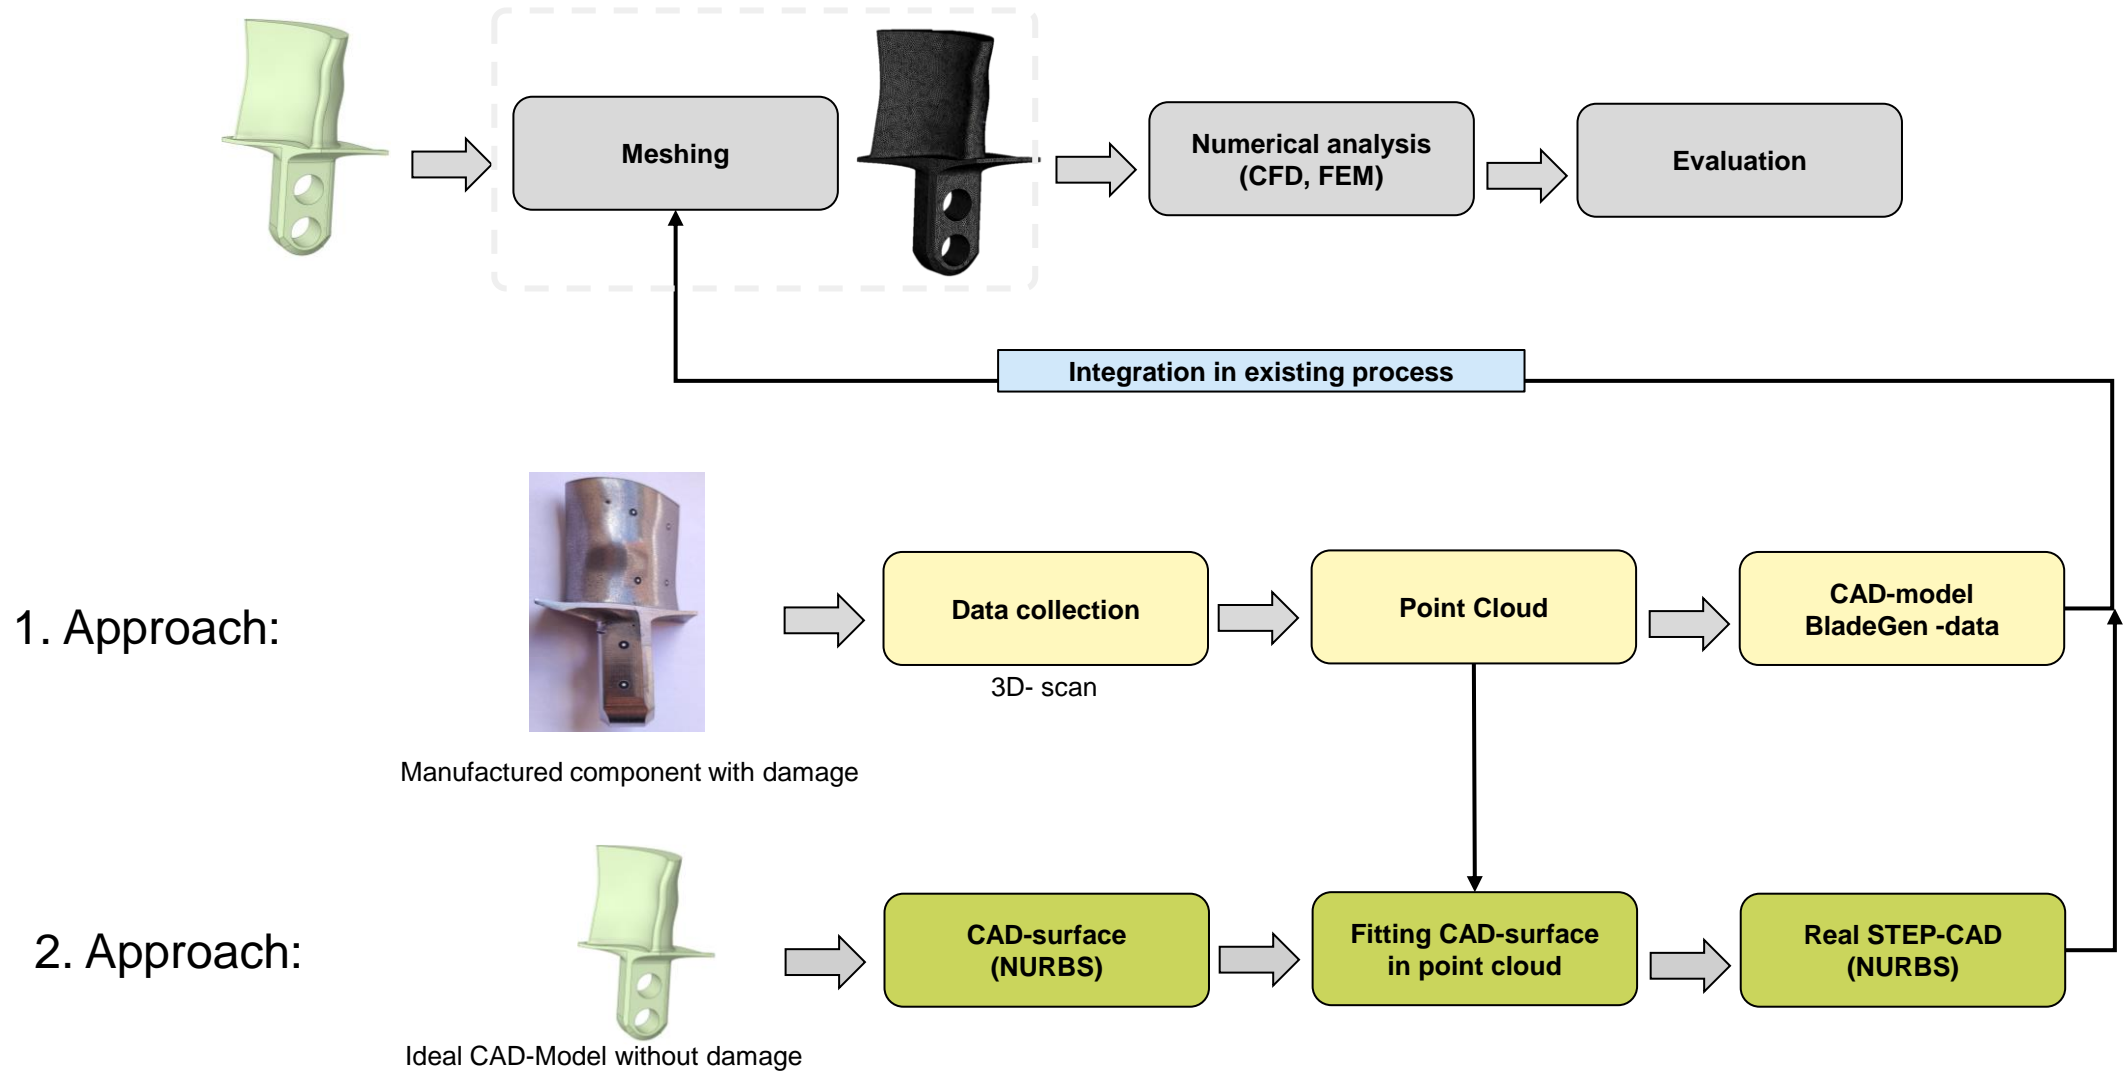 Meshing
Numerical analysis
(CFD, FEM)
Evaluation
Integration in existing process
1. Approach:
Data collection
3D- scan
Point Cloud
CAD-model
BladeGen -data
Manufactured component with damage
2. Approach:
CAD-surface
(NURBS)
Fitting CAD-surface
in point cloud
Real STEP-CAD
(NURBS)
Ideal CAD-Model without damage